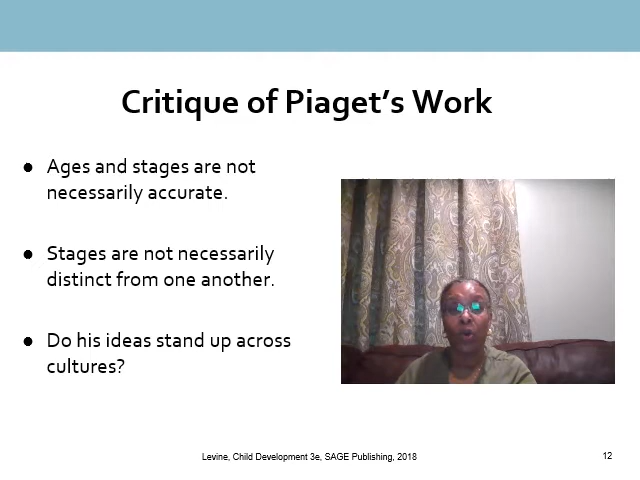 Critique of Piaget's Work
● Ages and stages are not
necessarily accurate.
● Stages are not necessarily
distinct from one another.
● Do his ideas stand up across
cultures?
Levine, Child Development 3e, SAGE Publishing, 2018
12